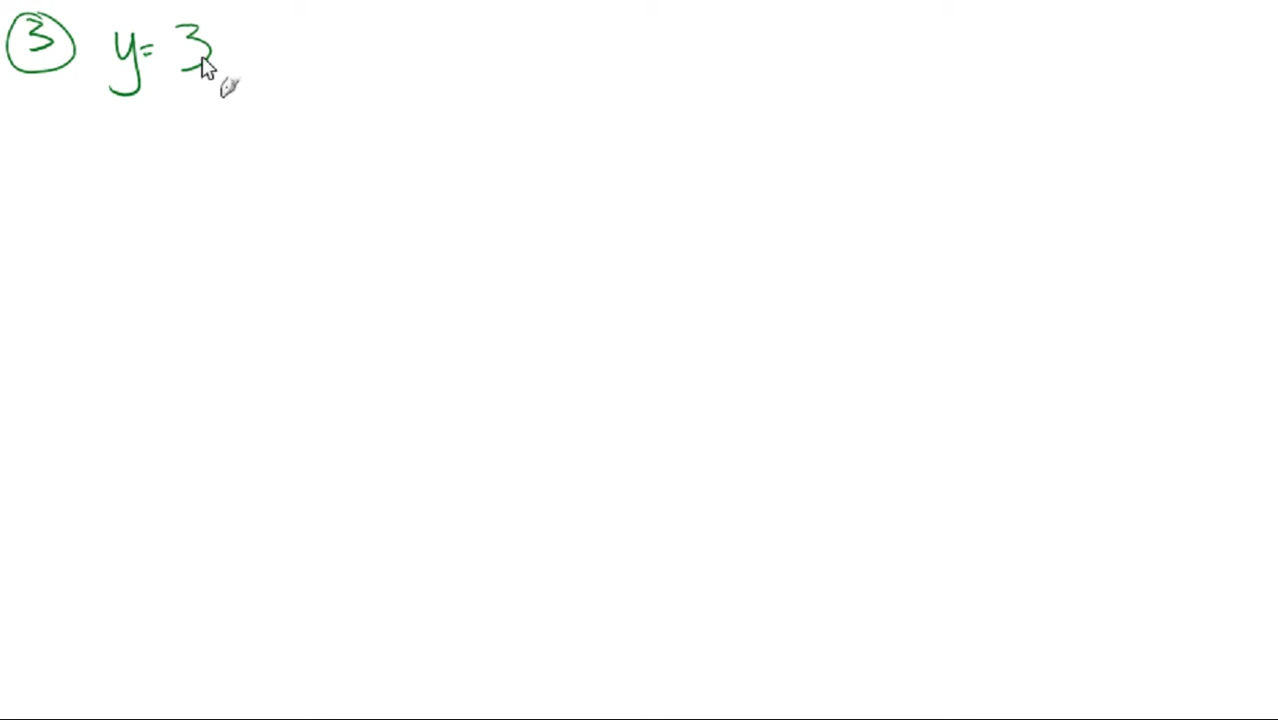 ③ y= 3